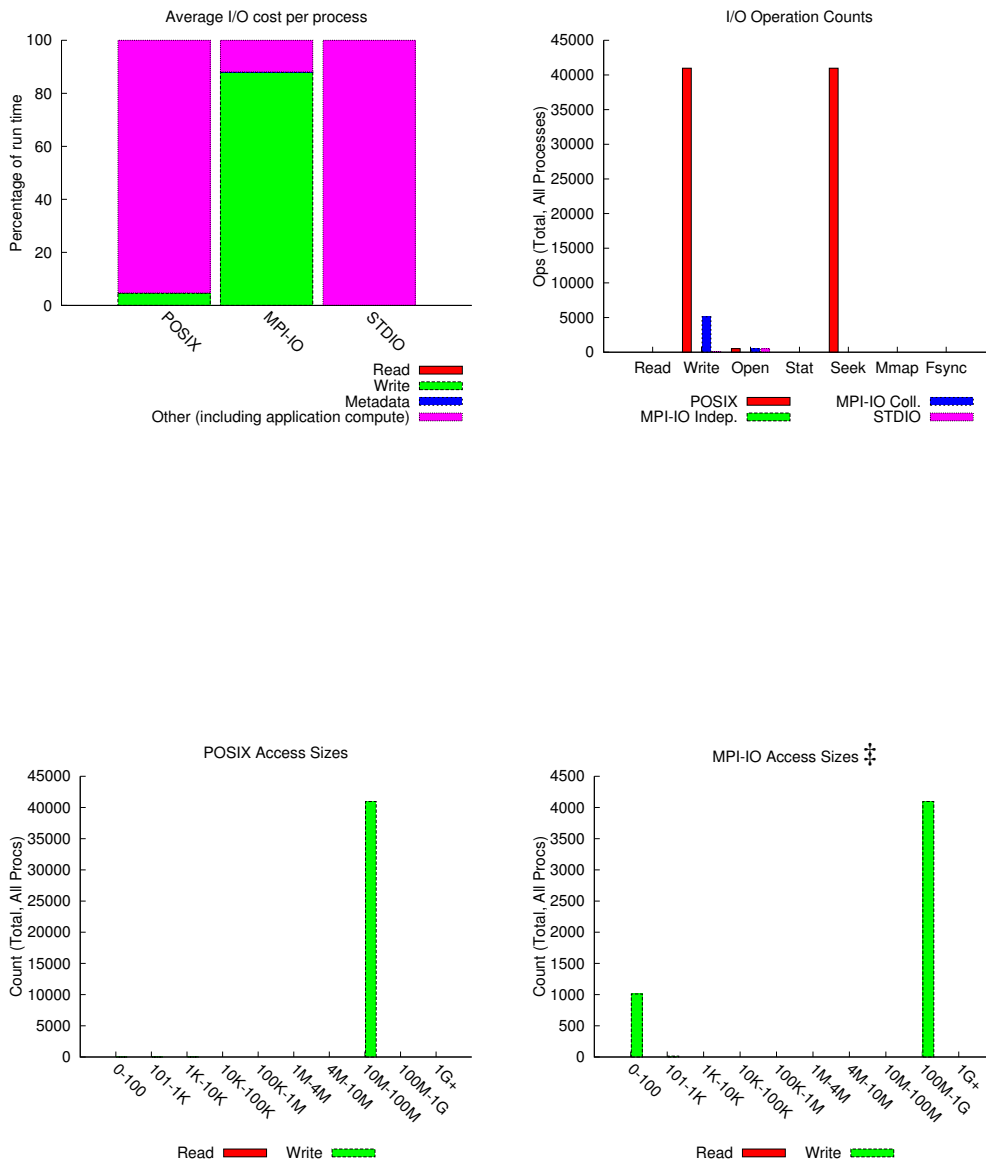 Average I/O cost per process
100
80
60
40
20
0
Percentage of run time
POSIX
MPI-IO
STDIO
Read
Write
Metadata
Other (including application compute)
I/O Operation Counts
45000
40000
35000
30000
25000
20000
15000
10000
5000
0
Ops (Total, All Processes)
Read Write Open Stat Seek Mmap Fsync
POSIX
MPI-IO Indep.
MPI-IO Coll.
STDIO
POSIX Access Sizes
45000
40000
35000
30000
25000
20000
15000
10000
5000
0
Count (Total, All Procs)
0-100
101-1K
1K-10K
10K-100K
100K-1M
1M-4M
4M-10M
10M-100M
100M-1G
1G+
Read Write
MPI-IO Access Sizes ‡
4500
4000
3500
3000
2500
2000
1500
1000
500
0
Count (Total, All Procs)
0-100
101-1K
1K-10K
10K-100K
100K-1M
1M-4M
4M-10M
10M-100M
100M-1G
1G+
Read Write